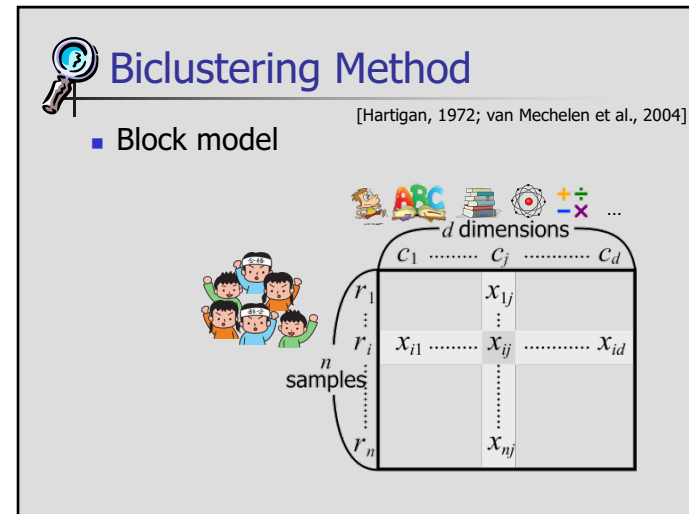 Biclustering Method
[Hartigan, 1972; van Mechelen et al., 2004]
Block model
ABC + ÷ − × ...
d dimensions
c1 ......... cj ............ cd
r1 x1j
ri xi1 ......... xij ............ xid
n
samples
rn xnj